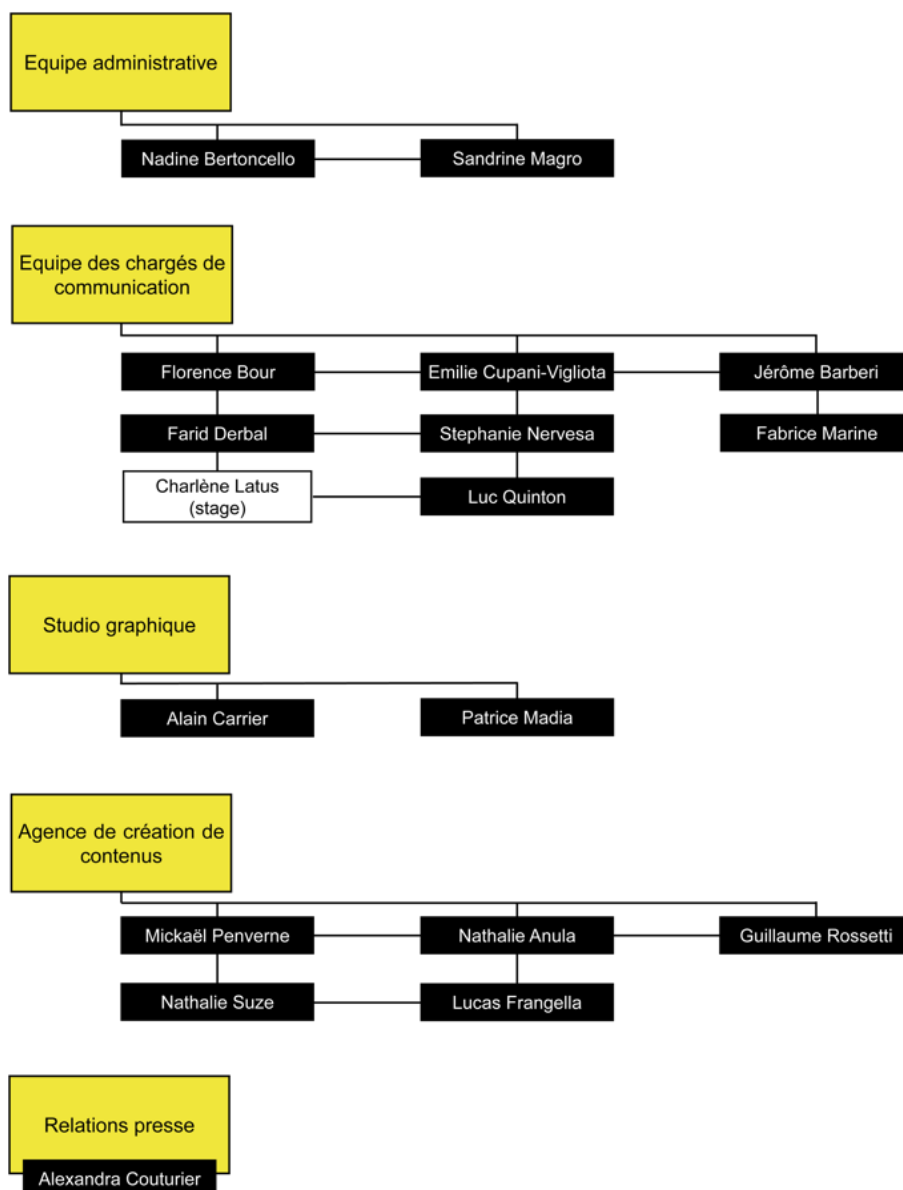 Equipe administrative
Nadine Bertoncello
Sandrine Magro
Equipe des chargés de
communication
Florence Bour
Emilie Cupani-Vigliota
Jérôme Barberi
Farid Derbal
Stephanie Nervesa
Fabrice Marine
Charlène Latus
(stage)
Luc Quinton
Studio graphique
Alain Carrier
Patrice Madia
Agence de création de
contenus
Mickaël Penverne
Nathalie Anula
Guillaume Rossetti
Nathalie Suze
Lucas Frangella
Relations presse
Alexandra Couturier